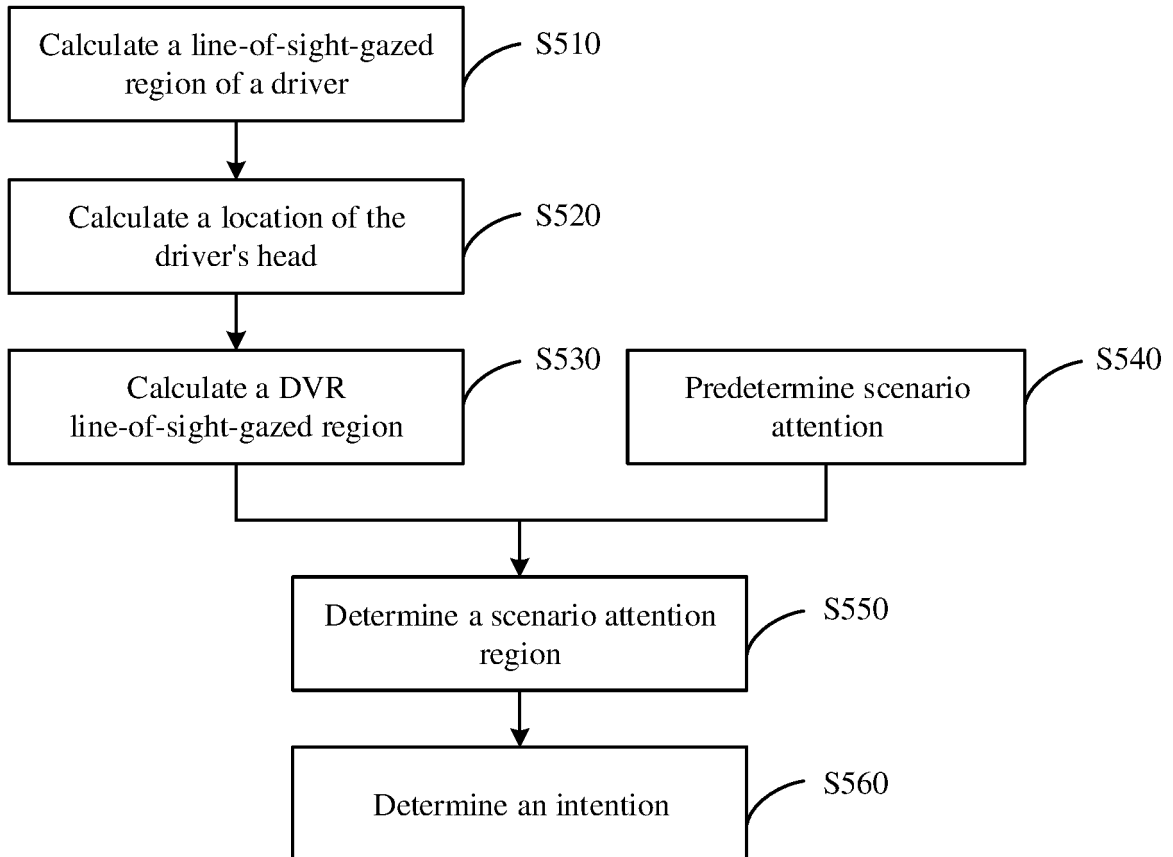 Calculate a line-of-sight-gazed
region of a driver
S510
Calculate a location of the
driver's head
S520
Calculate a DVR
line-of-sight-gazed region
S530
Predetermine scenario
attention
S540
Determine a scenario attention
region
S550
Determine an intention
S560